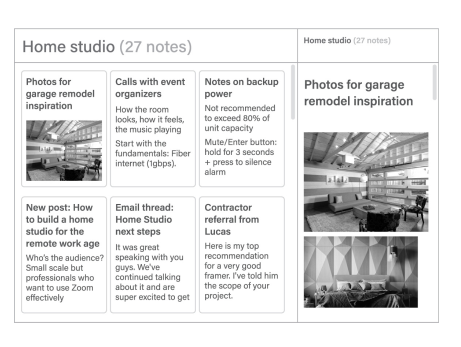 Home studio (27 notes)
Photos for
garage remodel
inspiration
Calls with event
organizers
How the room
looks, how it feels,
the music playing
Start with the
fundamentals: Fiber
internet (1gbps).
Notes on backup
power
Not recommended
to exceed 80% of
unit capacity
Mute/Enter button:
hold for 3 seconds
+ press to silence
alarm
New post: How
to build a home
studio for the
remote work age
Who's the audience?
Small scale but
professionals who
want to use Zoom
effectively
Email thread:
Home Studio
next steps
It was great
speaking with you
guys. We've
continued talking
about it and are
super excited to get
Contractor
referral from
Lucas
Here is my top
recommendation
for a very good
framer. I've told him
the scope of your
project.
Home studio (27 notes)
Photos for garage
remodel inspiration